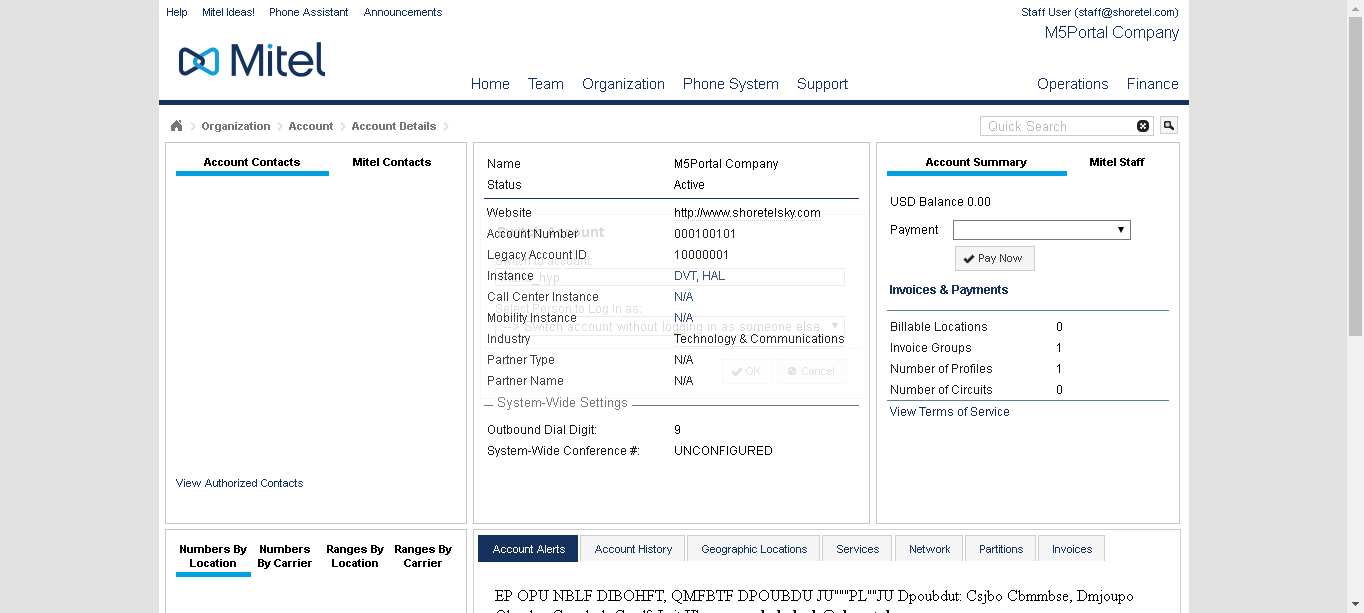 Help Mitel Ideas! Phone Assistant Announcements
Staff User (staff@shoretel.com)
M5Portal Company
Mitel
Home Team Organization Phone System Support Operations Finance
Organization Account Account Details
Quick Search
Account Contacts Mitel Contacts
View Authorized Contacts
Name M5Portal Company
Status Active
Website http://www.shoretelsky.com
Account Number 000100101
Legacy Account ID 10000001
Switch to account:
Instance DVT, HAL
Call Center Instance N/A
Select Person to Log in as:
Mobility Instance N/A
--> Switch account without logging in as someone else
Industry Technology & Communications
Partner Type N/A
OK Cancel
Partner Name N/A
System-Wide Settings
Outbound Dial Digit: 9
System-Wide Conference #: UNCONFIGURED
Account Summary Mitel Staff
USD Balance 0.00
Payment
Pay Now
Invoices & Payments
Billable Locations 0
Invoice Groups 1
Number of Profiles 1
Number of Circuits 0
View Terms of Service
Numbers By Location Numbers By Carrier Ranges By Location Ranges By Carrier
Account Alerts Account History Geographic Locations Services Network Partitions Invoices
EP OPU NBLF DIBOHFT, QMFBTF DPOUBDU JU"""PL""JU Dpoubdut: Csjbo Cbmmbse, Dmjoupo